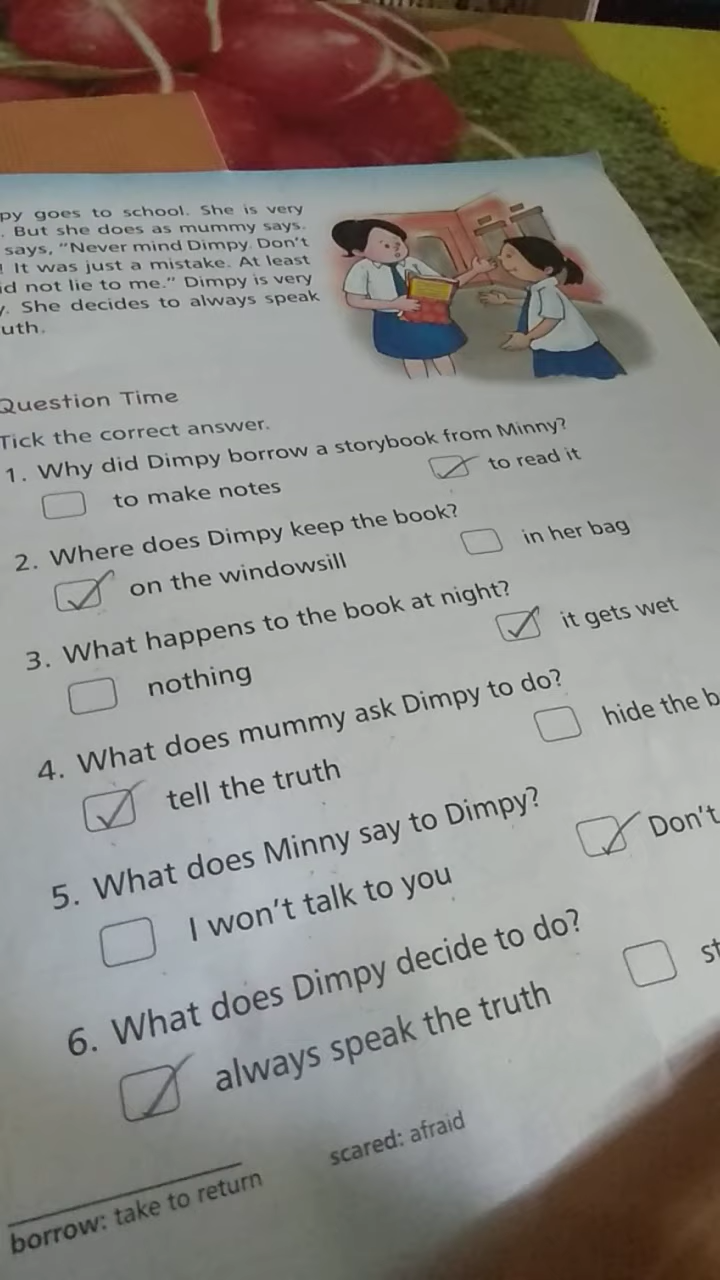 py goes to school. She is very
. But she does as mummy says.
says, “Never mind Dimpy. Don’t
! It was just a mistake. At least
id not lie to me.” Dimpy is very
y. She decides to always speak
uth.
Question Time
Tick the correct answer.
1. Why did Dimpy borrow a storybook from Minny?
to make notes to read it
2. Where does Dimpy keep the book?
on the windowsill in her bag
3. What happens to the book at night?
nothing it gets wet
4. What does mummy ask Dimpy to do?
tell the truth hide the b
5. What does Minny say to Dimpy?
I won’t talk to you Don’t
6. What does Dimpy decide to do?
always speak the truth st
borrow: take to return scared: afraid